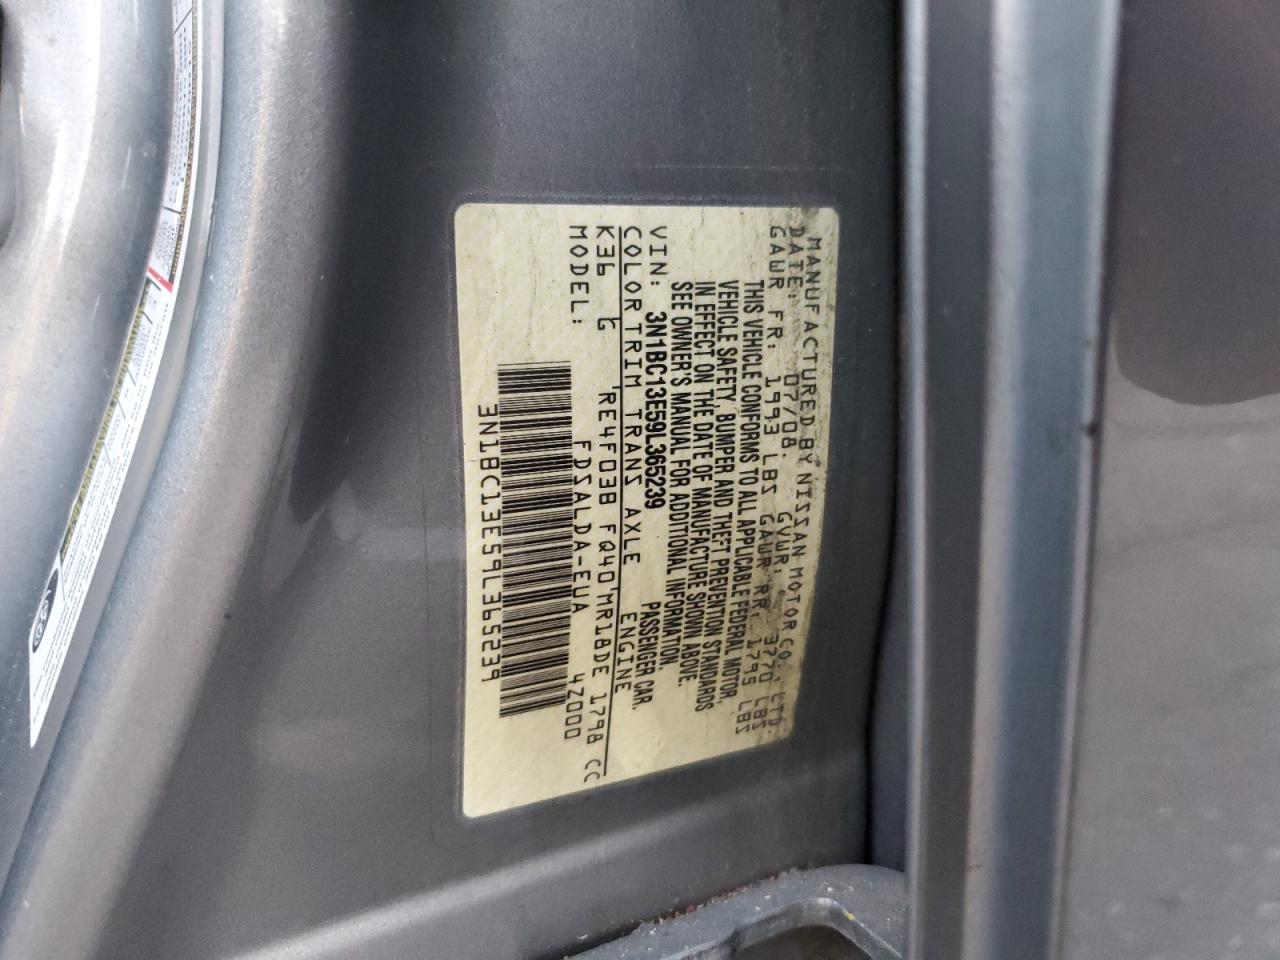 MANUFACTURED BY NISSAN MOTOR CO., LTD.
DATE: 07/08 GVWR: 3770 LBS
GAWR FR: 1993 LBS GAWR RR: 1795 LBS
THIS VEHICLE CONFORMS TO ALL APPLICABLE FEDERAL MOTOR
VEHICLE SAFETY, BUMPER AND THEFT PREVENTION STANDARDS
IN EFFECT ON THE DATE OF MANUFACTURE SHOWN ABOVE.
SEE OWNER'S MANUAL FOR ADDITIONAL INFORMATION.
VIN: 3N1BC13E59L365239 PASSENGER CAR.
COLOR TRIM TRANS AXLE ENGINE
K36 G 'RE4F03B FQ40'MR18DE 1798 CC
MODEL: FDSALDA-EUA 4Z000
3N1BC13E59L365239